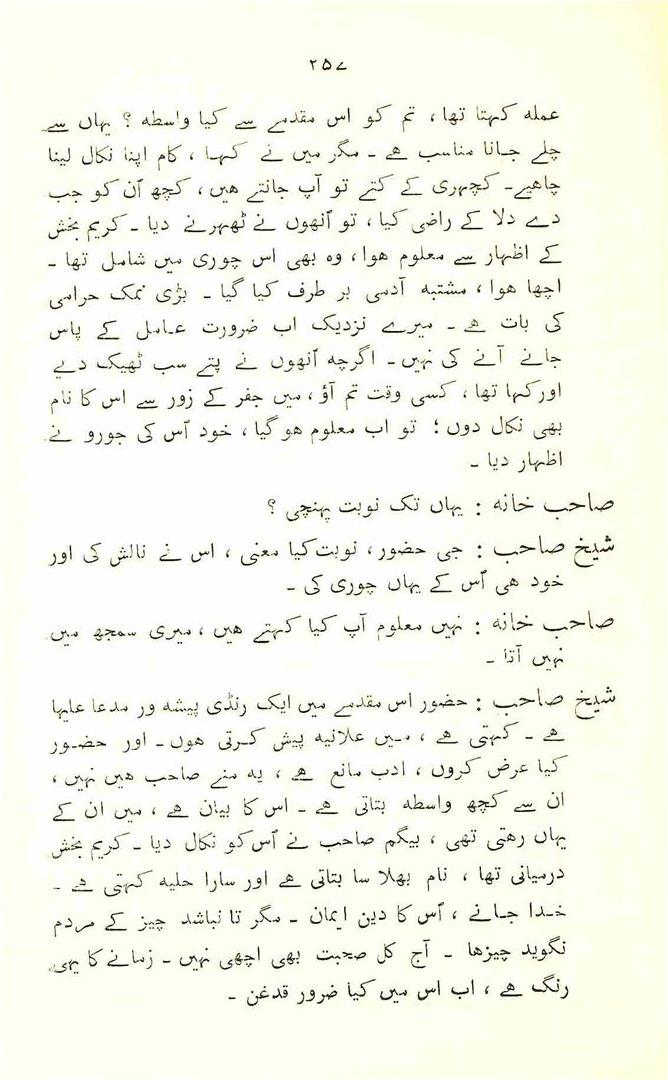 ۲۵۷
عملہ کہتا تھا ، تم کو اس مقدمے سے کیا واسطہ ؟ یہاں سے
چلے جانا مناسب ہے ۔ مگر میں نے کہا ، کام اپنا نکال لینا
چاہیے۔ کچہری کے کتے تو آپ جانتے ہیں ، کچھ اُن کو جب
دے دلا کے راضی کیا ، تو اُنھوں نے ٹھہرنے دیا ۔ کریم بخش
کے اظہار سے معلوم ہوا ، وہ بھی اس چوری میں شامل تھا ۔
اچھا ہوا ، مشتبہ آدمی بر طرف کیا گیا ۔ بڑی نمک حرامی
کی بات ہے ۔ میرے نزدیک اب ضرورت عامل کے پاس
جانے آنے کی نہیں ۔ اگرچہ اُنھوں نے پتے سب ٹھیک دیے
اور کہا تھا ، کسی وقت تم آؤ ، میں جفر کے زور سے اس کا نام
بھی نکال دوں ؛ تو اب معلوم ہو گیا ، خود اُس کی جورو نے
اظہار دیا ۔
صاحب خانہ : یہاں تک نوبت پہنچی ؟
شیخ صاحب : جی حضور ، نوبت کیا معنی ، اس نے نالش کی اور
خود ھی اُس کے یہاں چوری کی ۔
صاحب خانہ : نہیں معلوم آپ کیا کہتے ہیں ، میری سمجھ میں
نہیں آتا ۔
شیخ صاحب : حضور اس مقدمے میں ایک رنڈی پیشہ ور مدعا علیہا
ہے ۔ کہتی ہے ، میں علانیہ پیش کرتی ہوں ۔ اور حضور
کیا عرض کروں ، ادب مانع ہے ، یہ منے صاحب ہیں نہیں ،
ان سے کچھ واسطہ بتاتی ہے ۔ اس کا بیان ہے ، میں ان کے
یہاں رھتی تھی ، بیگم صاحب نے اُس کو نکال دیا ۔ کریم بخش
درمیانی تھا ، نام بھلا سا بتاتی ہے اور سارا حلیہ کہتی ہے ۔
خدا جانے ، اُس کا دین ایمان ۔ مگر تا نباشد چیز کے مردم
نگوید چیزہا ۔ آج کل صحبت بھی اچھی نہیں ۔ زمانے کا یہی
رنگ ہے ، اب اس میں کیا ضرور قدغن ۔